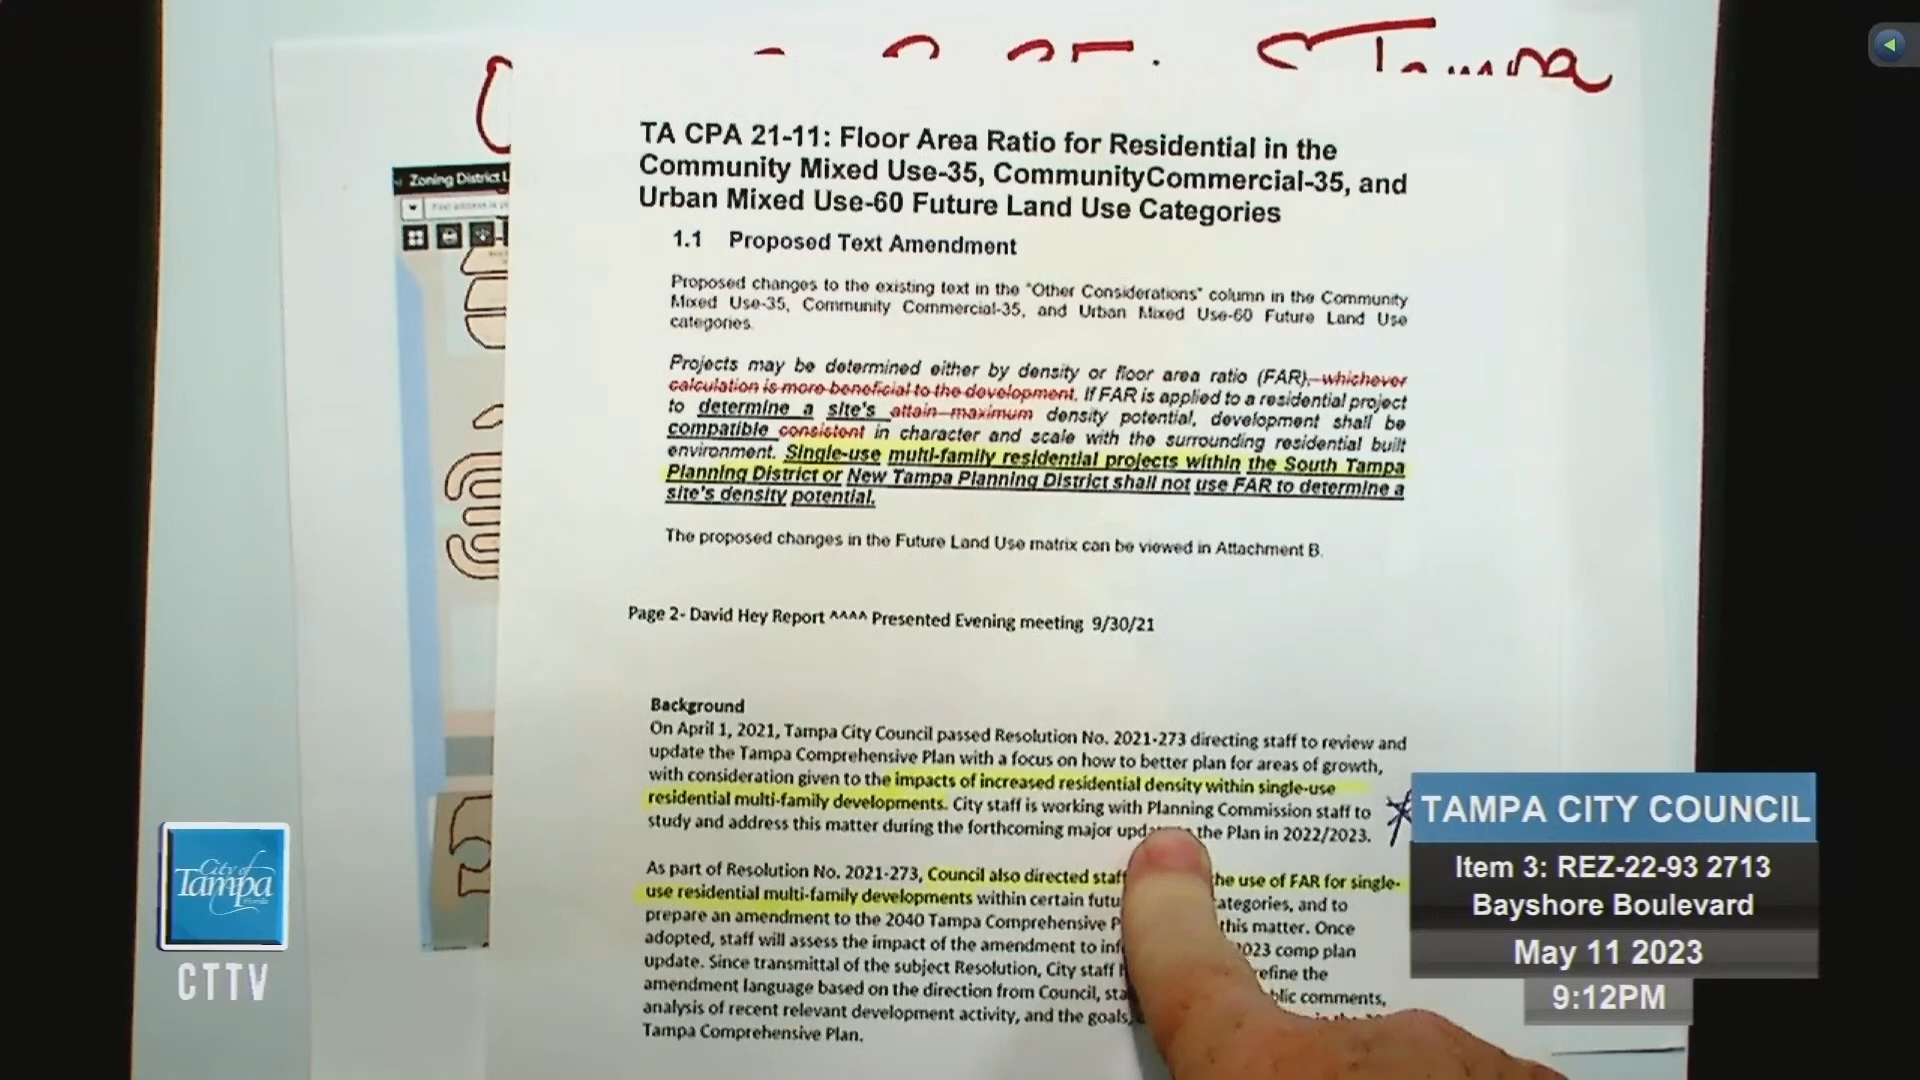 Tampa
Zoning District L
TA CPA 21-11: Floor Area Ratio for Residential in the
Community Mixed Use-35, CommunityCommercial-35, and
Urban Mixed Use-60 Future Land Use Categories
1.1 Proposed Text Amendment
Proposed changes to the existing text in the "Other Considerations" column in the Community
Mixed Use-35, Community Commercial-35, and Urban Mixed Use-60 Future Land Use
categories.
Projects may be determined either by density or floor area ratio (FAR), whichever
calculation is more beneficial to the development. If FAR is applied to a residential project
to determine a site's attain maximum density potential, development shall be
compatible consistent in character and scale with the surrounding residential built
environment. Single-use multi-family residential projects within the South Tampa
Planning District or New Tampa Planning District shall not use FAR to determine a
site's density potential.
The proposed changes in the Future Land Use matrix can be viewed in Attachment B.
Page 2- David Hey Report ^^^^ Presented Evening meeting 9/30/21
Background
On April 1, 2021, Tampa City Council passed Resolution No. 2021-273 directing staff to review and
update the Tampa Comprehensive Plan with a focus on how to better plan for areas of growth,
with consideration given to the impacts of increased residential density within single-use
residential multi-family developments. City staff is working with Planning Commission staff to
study and address this matter during the forthcoming major upda the Plan in 2022/2023.
As part of Resolution No. 2021-273, Council also directed staf he use of FAR for single-
use residential multi-family developments within certain futu ategories, and to
prepare an amendment to the 2040 Tampa Comprehensive P this matter. Once
adopted, staff will assess the impact of the amendment to inf 2023 comp plan
update. Since transmittal of the subject Resolution, City staff h efine the
amendment language based on the direction from Council, sta blic comments,
analysis of recent relevant development activity, and the goals,
Tampa Comprehensive Plan.
City of
Tampa
Florida
CTTV
TAMPA CITY COUNCIL
Item 3: REZ-22-93 2713
Bayshore Boulevard
May 11 2023
9:12PM